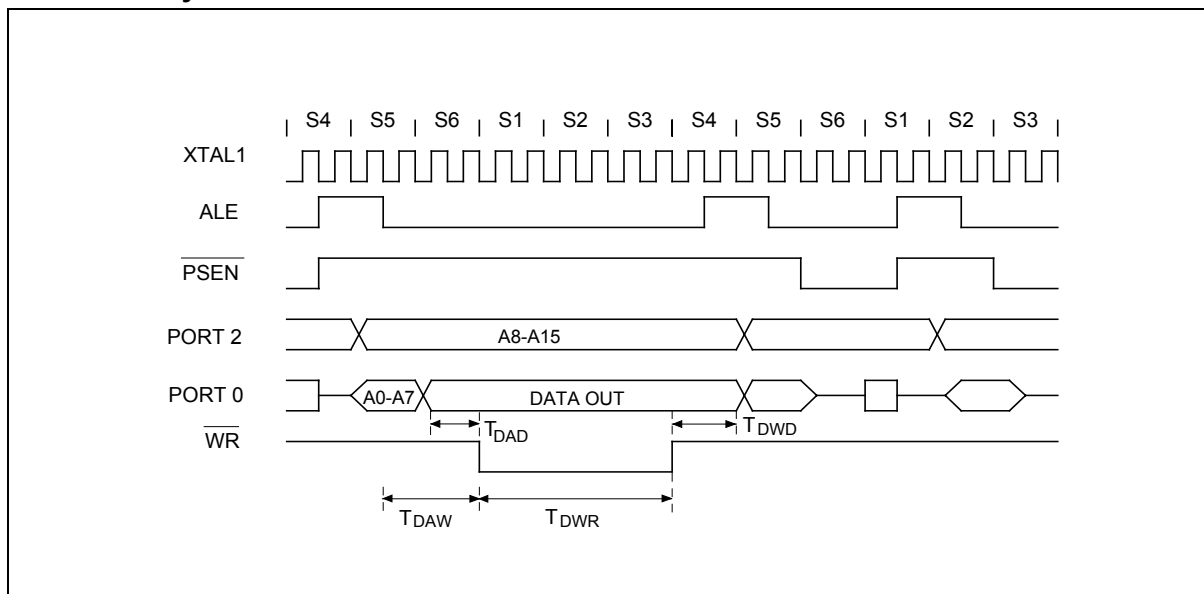 S4 S5 S6 S1 S2 S3 S4 S5 S6 S1 S2 S3
XTAL1
ALE
PSEN
PORT 2 A8-A15
PORT 0 A0-A7 DATA OUT
TDAD TDWD
WR
TDAW TDWR